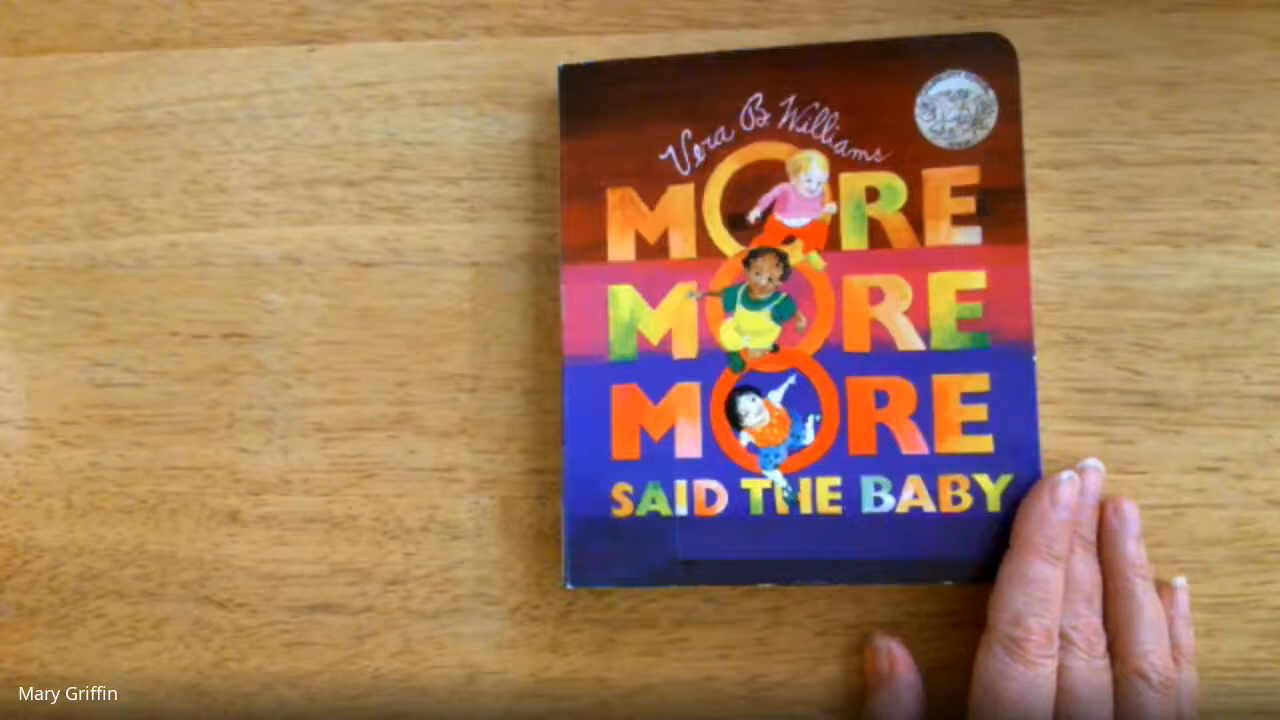 Vera B. Williams
MORE
MORE
MORE
SAID THE BABY
Mary Griffin